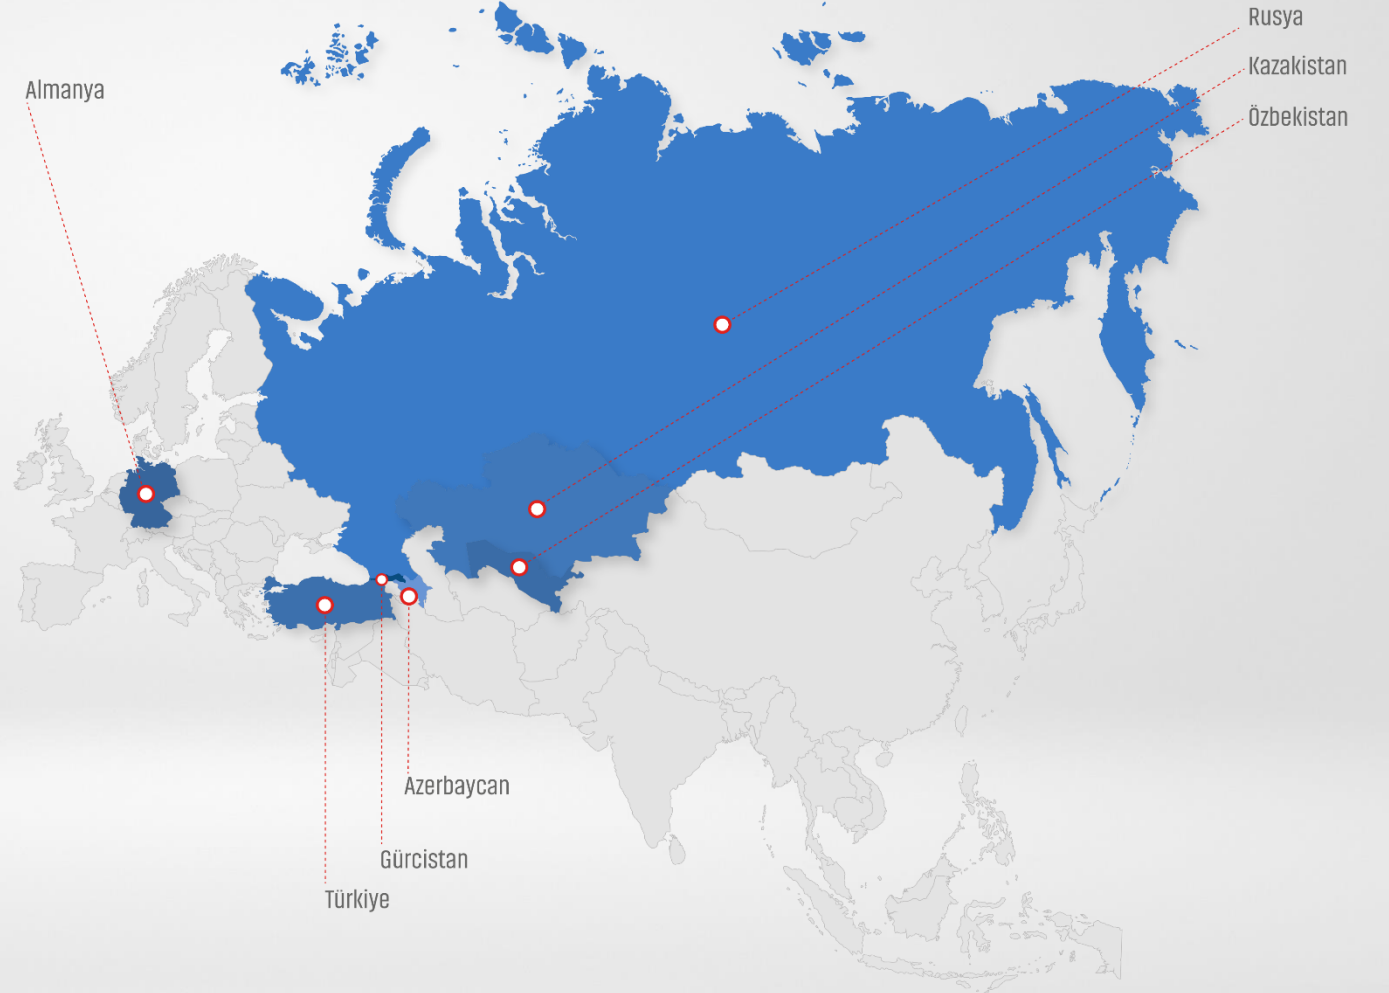 Rusya
Kazakistan
Özbekistan
Almanya
Azerbaycan
Gürcistan
Türkiye